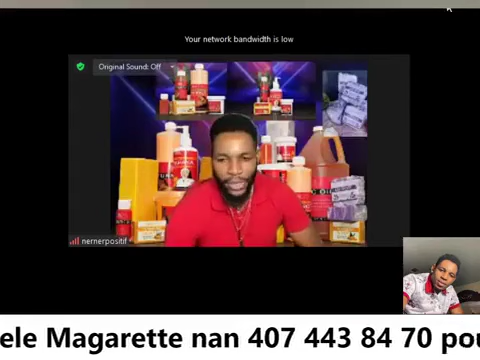 Your network bandwidth is low
Original Sound: Off
nernerpositif
ele Magarette nan 407 443 84 70 pou